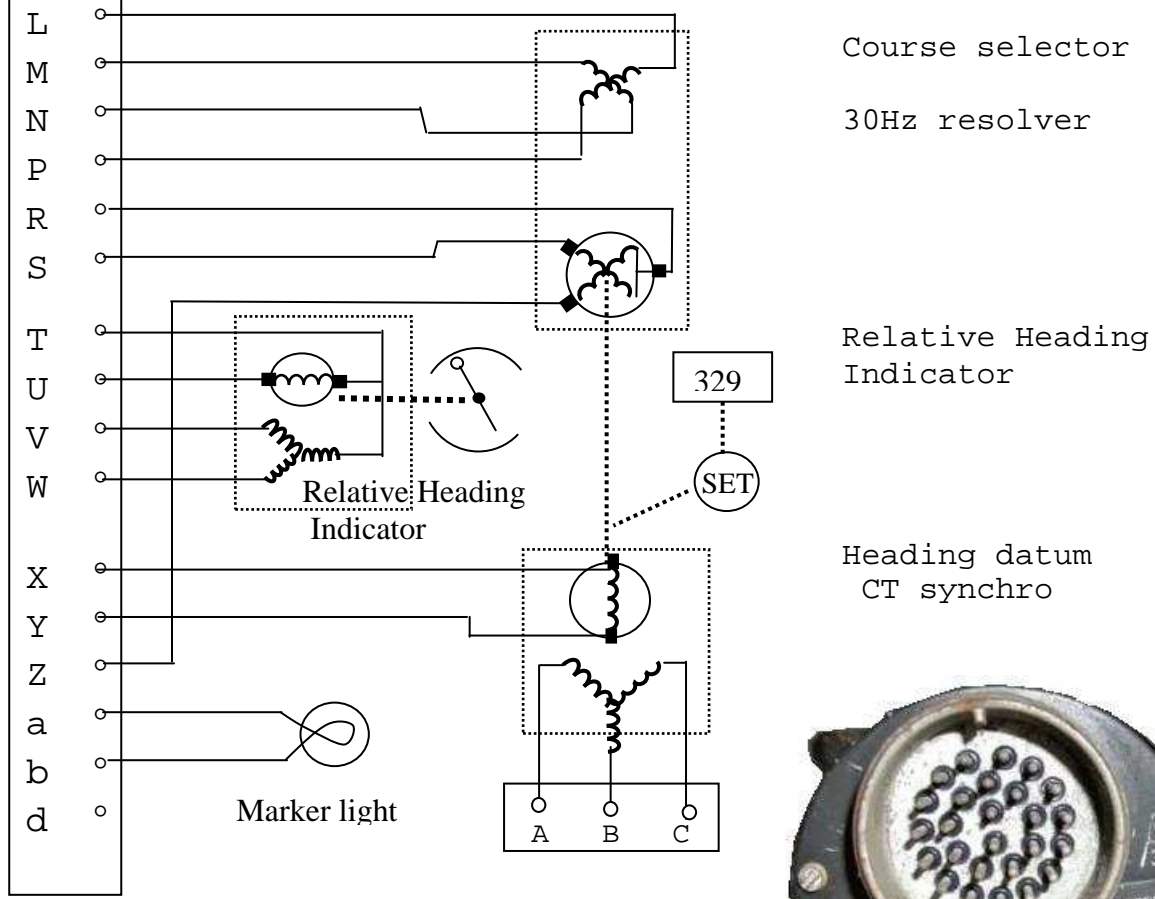 L
M
N
P
R
S
T
U
V
W
X
Y
Z
a
b
d
Course selector
30Hz resolver
Relative Heading
Indicator
329
SET
Relative Heading
Indicator
Heading datum
CT synchro
Marker light
A B C